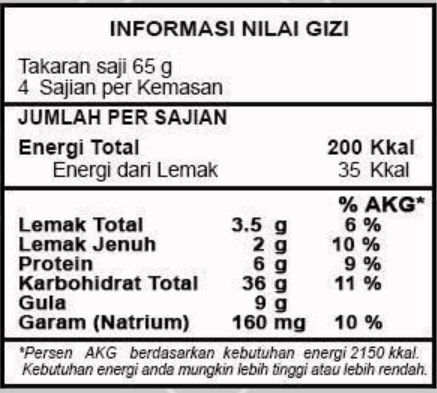 INFORMASI NILAI GIZI
Takaran saji 65 g
4 Sajian per Kemasan
JUMLAH PER SAJIAN
Energi Total 200 Kkal
Energi dari Lemak 35 Kkal
% AKG*
Lemak Total 3.5 g 6 %
Lemak Jenuh 2 g 10 %
Protein 6 g 9 %
Karbohidrat Total 36 g 11 %
Gula 9 g
Garam (Natrium) 160 mg 10 %
*Persen AKG berdasarkan kebutuhan energi 2150 kkal.
Kebutuhan energi anda mungkin lebih tinggi atau lebih rendah.